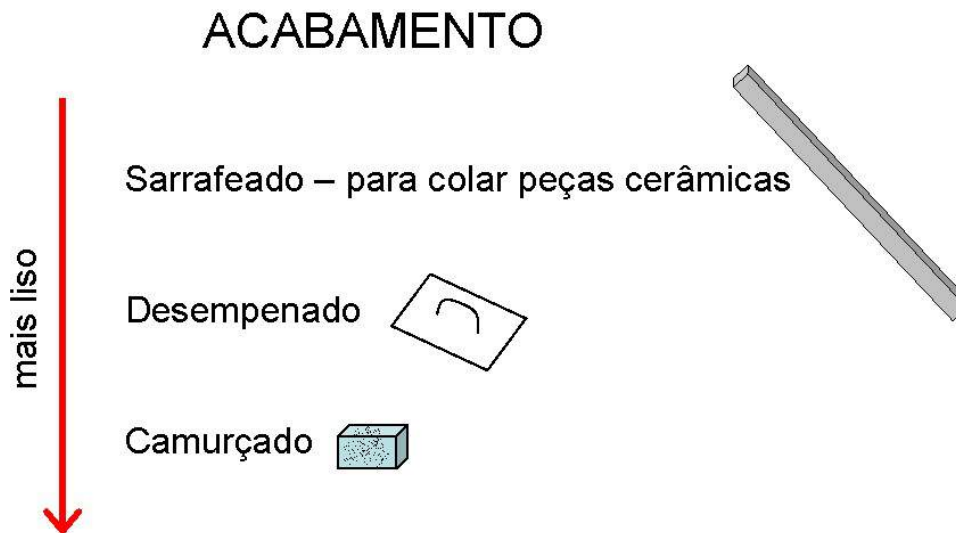 ACABAMENTO
Sarrafeado – para colar peças cerâmicas
mais liso
Desempenado
Camurçado